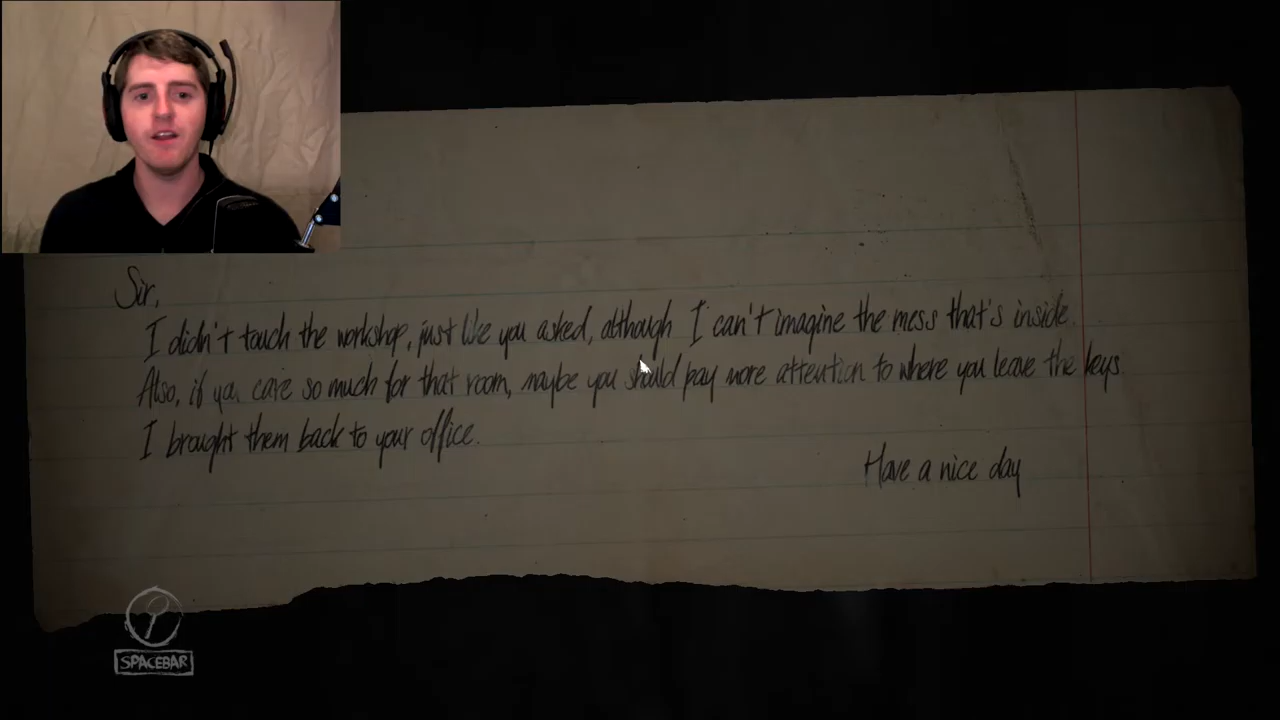 Sir,
I didn't touch the workshop, just like you asked, although I can't imagine the mess that's inside.
Also, if you care so much for that room, maybe you should pay more attention to where you leave the keys.
I brought them back to your office.
Have a nice day
SPACEBAR